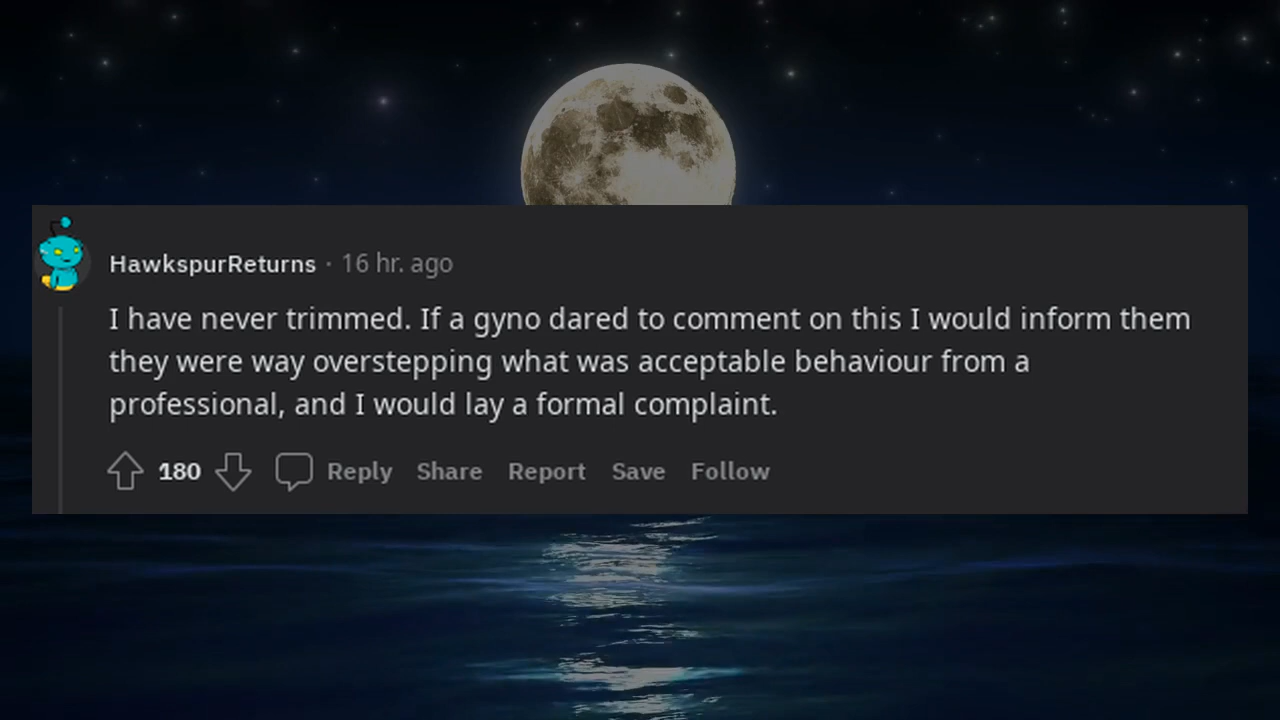 HawkspurReturns · 16 hr. ago
I have never trimmed. If a gyno dared to comment on this I would inform them
they were way overstepping what was acceptable behaviour from a
professional, and I would lay a formal complaint.
180 Reply Share Report Save Follow